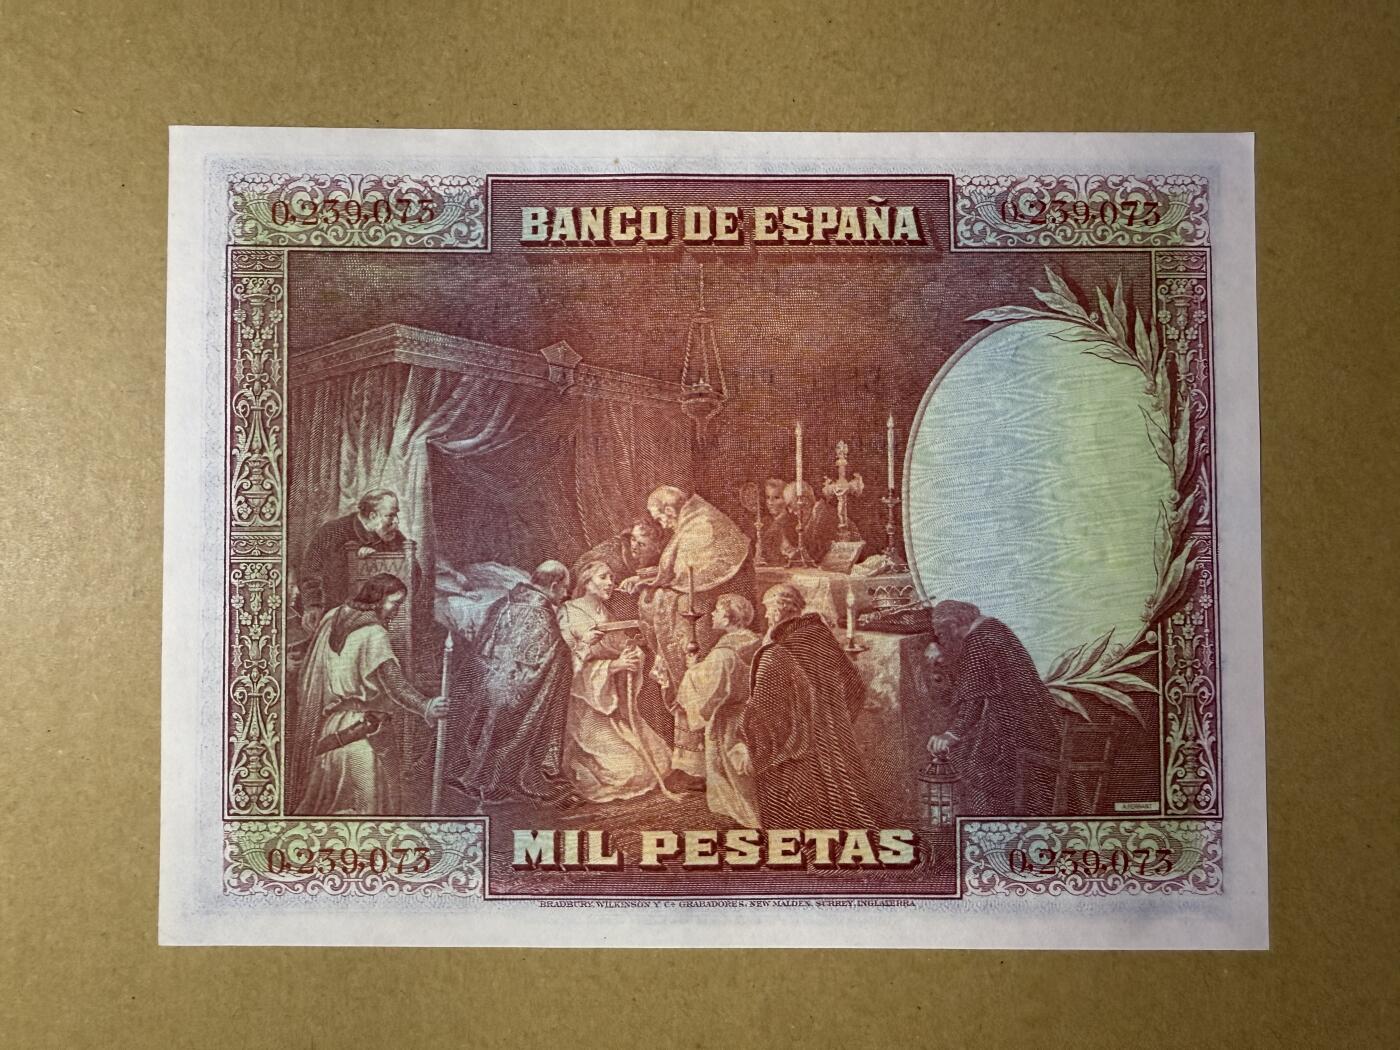 0,239,073
BANCO DE ESPAÑA
0,239,073
A.FERRANT
0,239,073
MIL PESETAS
0,239,073
BRADBURY, WILKINSON Y Cª GRABADORES. NEW MALDEN, SURREY, INGLATERRA